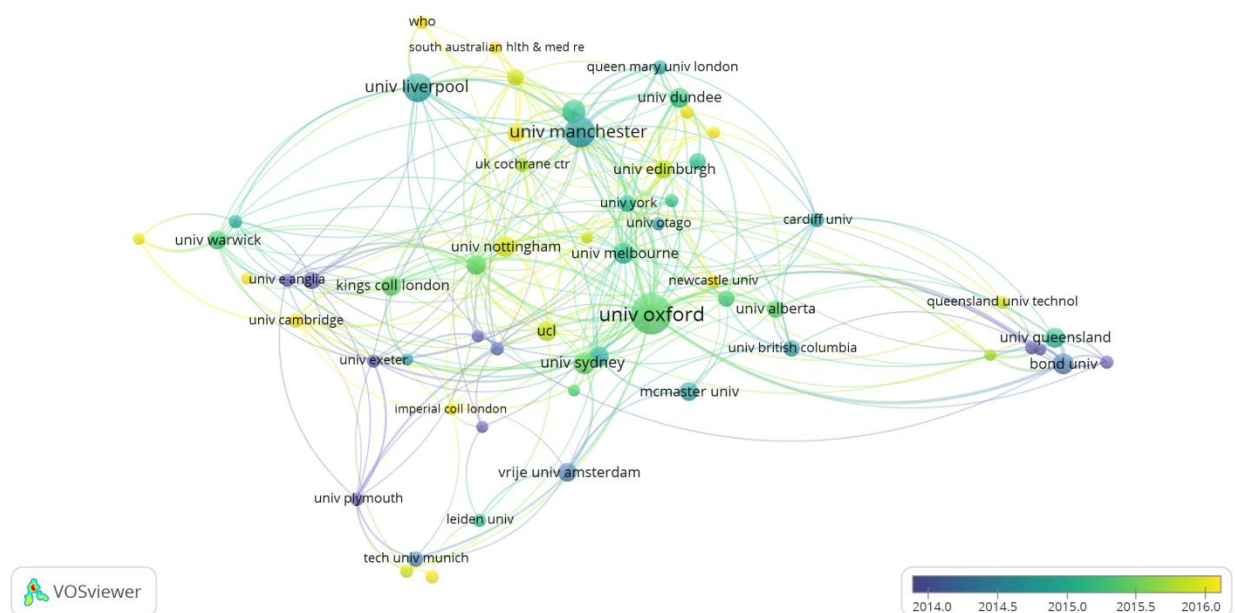 who
south australian hlth & med re
queen mary univ london
univ liverpool
univ dundee
univ manchester
uk cochrane ctr
univ edinburgh
univ york
univ otago
cardiff univ
univ warwick
univ nottingham
univ melbourne
univ e anglia
kings coll london
newcastle univ
queensland univ technol
univ oxford
univ alberta
univ cambridge
ucl
univ queensland
univ british columbia
univ exeter
univ sydney
bond univ
mcmaster univ
imperial coll london
vrije univ amsterdam
univ plymouth
leiden univ
tech univ munich
VOSviewer
2014.0 2014.5 2015.0 2015.5 2016.0